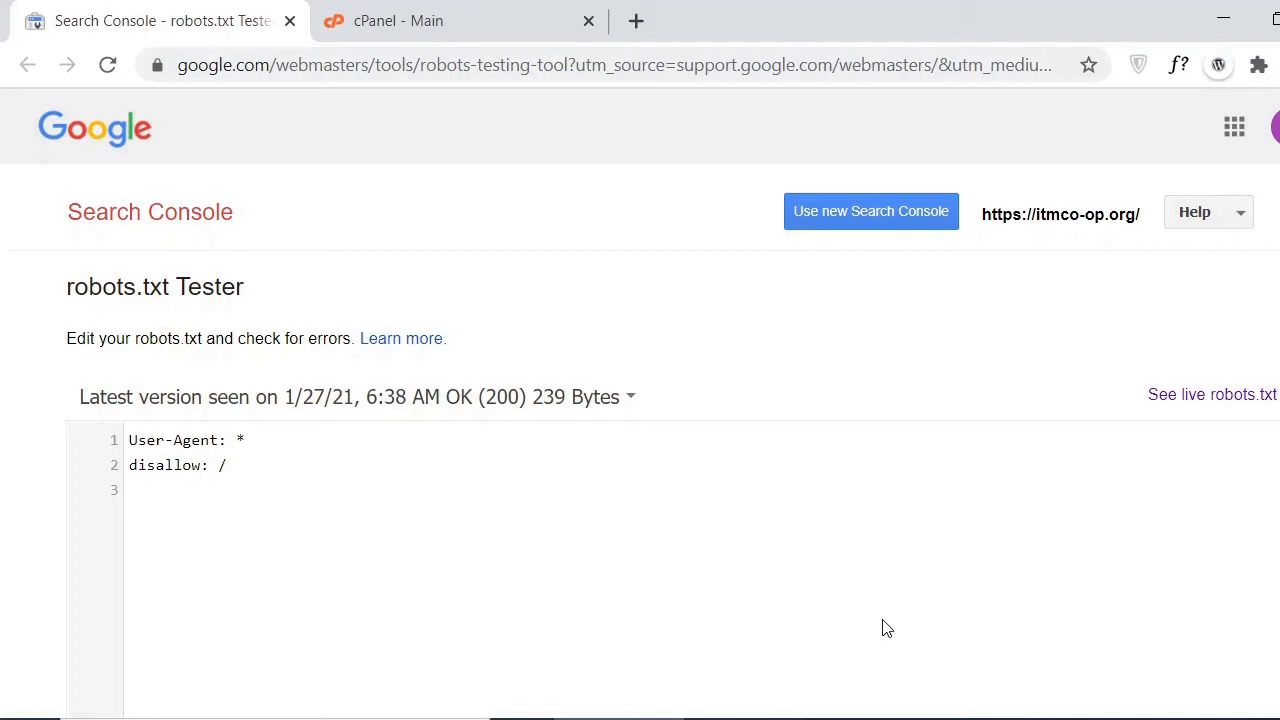 Search Console - robots.txt Teste
cPanel - Main
google.com/webmasters/tools/robots-testing-tool?utm_source=support.google.com/webmasters/&utm_mediu...
f?
Google
Search Console
Use new Search Console
https://itmco-op.org/
Help
robots.txt Tester
Edit your robots.txt and check for errors. Learn more.
Latest version seen on 1/27/21, 6:38 AM OK (200) 239 Bytes
See live robots.txt
1 User-Agent: *
2 disallow: /
3